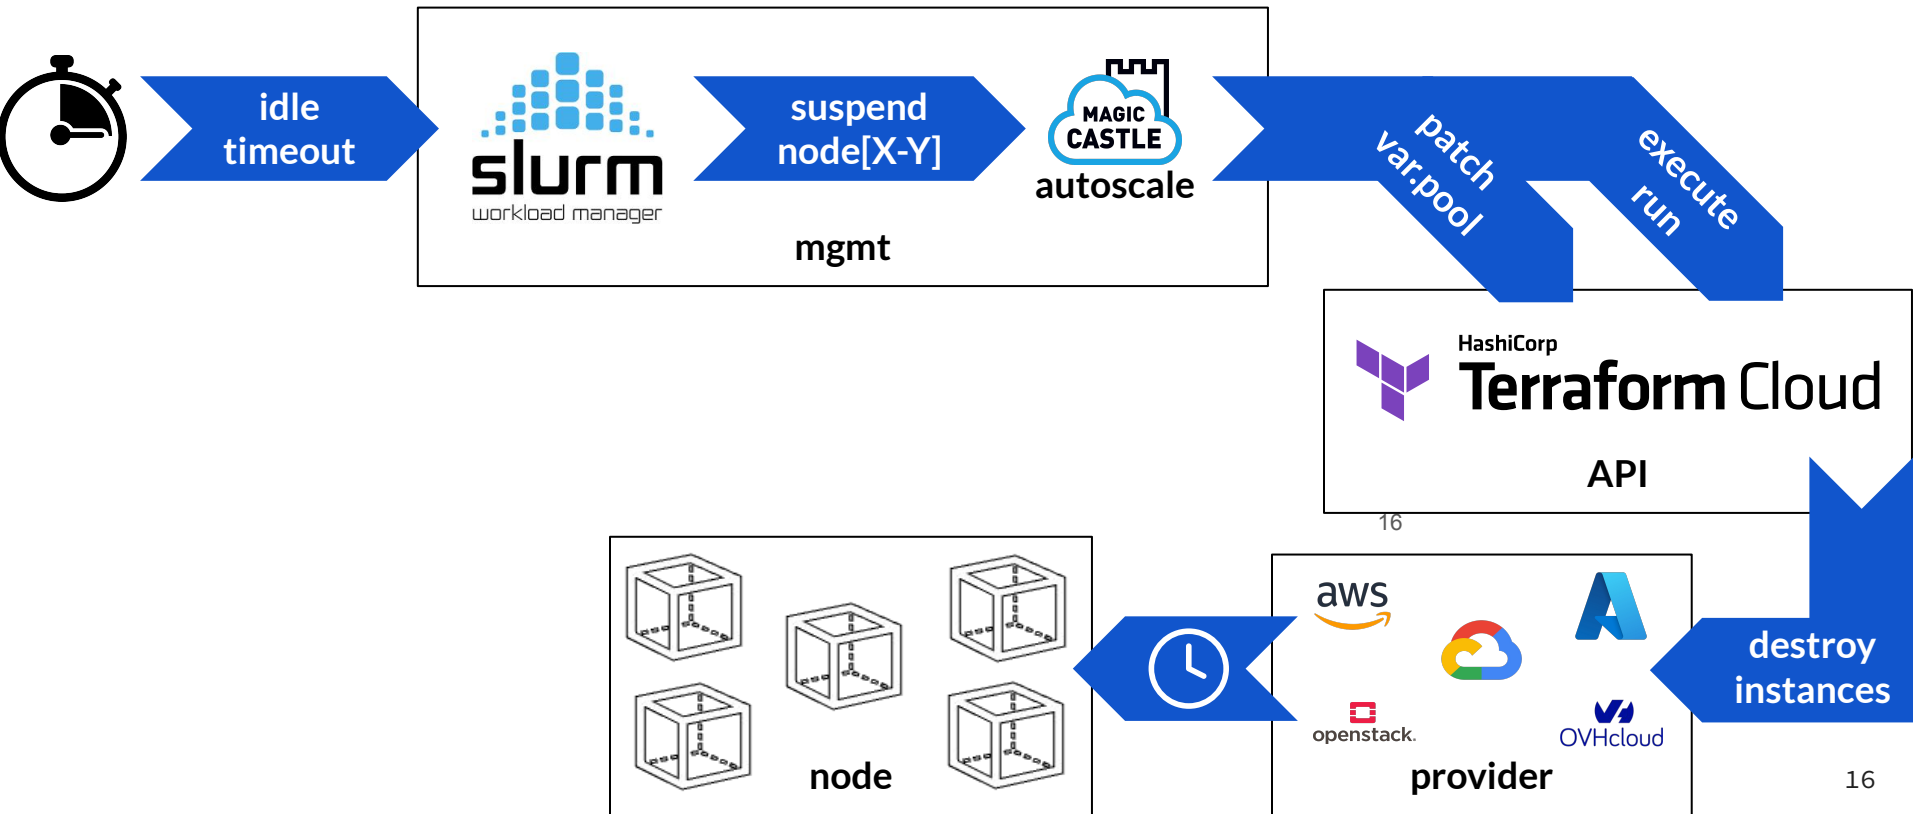 idle
timeout
slurm
workload manager
suspend
node[X-Y]
MAGIC
CASTLE
autoscale
mgmt
patch
var.pool
execute
run
HashiCorp
Terraform Cloud
API
16
destroy
instances
aws
openstack.
OVHcloud
provider
node
16